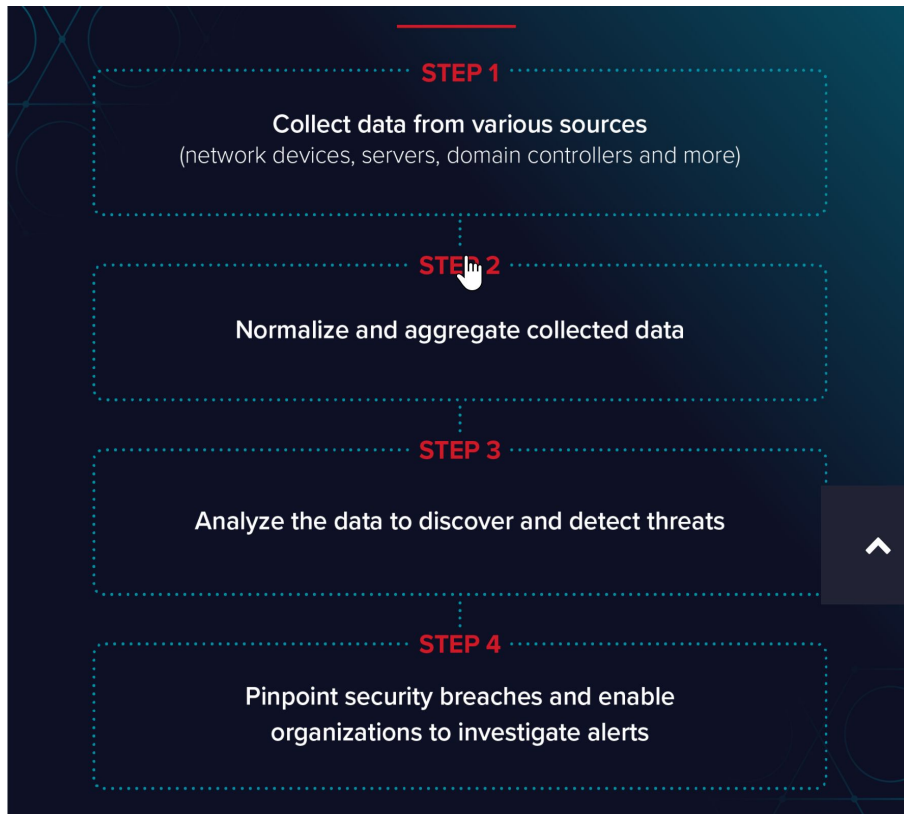 STEP 1
Collect data from various sources
(network devices, servers, domain controllers and more)
STEP 2
Normalize and aggregate collected data
STEP 3
Analyze the data to discover and detect threats
STEP 4
Pinpoint security breaches and enable
organizations to investigate alerts